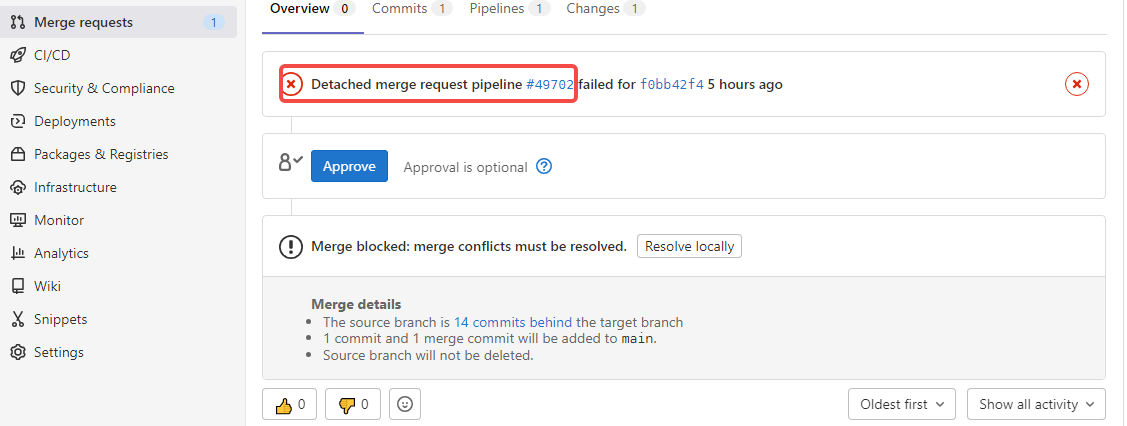 Merge requests 1
CI/CD
Security & Compliance
Deployments
Packages & Registries
Infrastructure
Monitor
Analytics
Wiki
Snippets
Settings
Overview 0 Commits 1 Pipelines 1 Changes 1
Detached merge request pipeline #49702 failed for f0bb42f4 5 hours ago
Approve Approval is optional ?
Merge blocked: merge conflicts must be resolved. Resolve locally
Merge details
• The source branch is 14 commits behind the target branch
• 1 commit and 1 merge commit will be added to main.
• Source branch will not be deleted.
0 0 Oldest first Show all activity